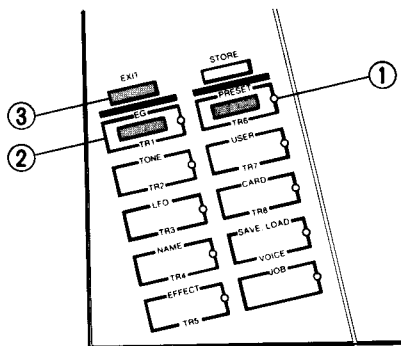 STORE
EXIT
PRESET
①
③
EG
②
TR1
TR6
TONE
USER
TR2
TR7
LFO
CARD
TR3
TR8
NAME
SAVE, LOAD
TR4
VOICE
EFFECT
JOB
TR5